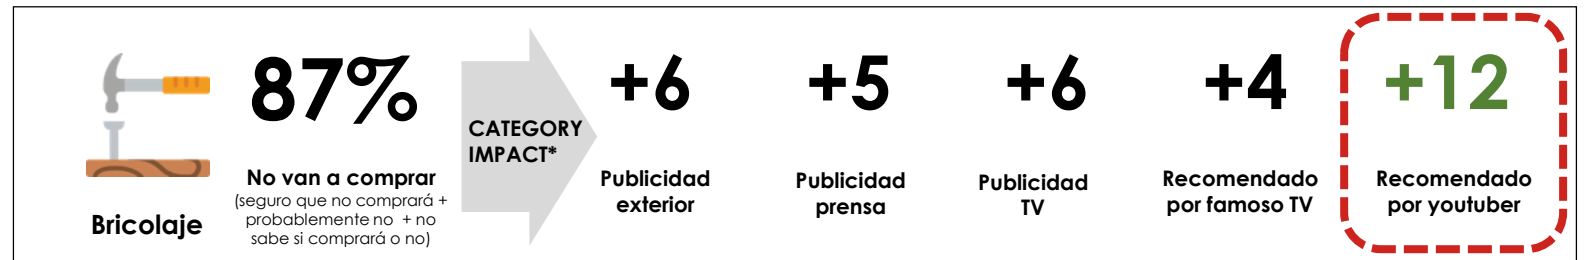 Bricolaje
87%
No van a comprar
(seguro que no comprará +
probablemente no + no
sabe si comprará o no)
CATEGORY
IMPACT*
+6
Publicidad
exterior
+5
Publicidad
prensa
+6
Publicidad
TV
+4
Recomendado
por famoso TV
+12
Recomendado
por youtuber